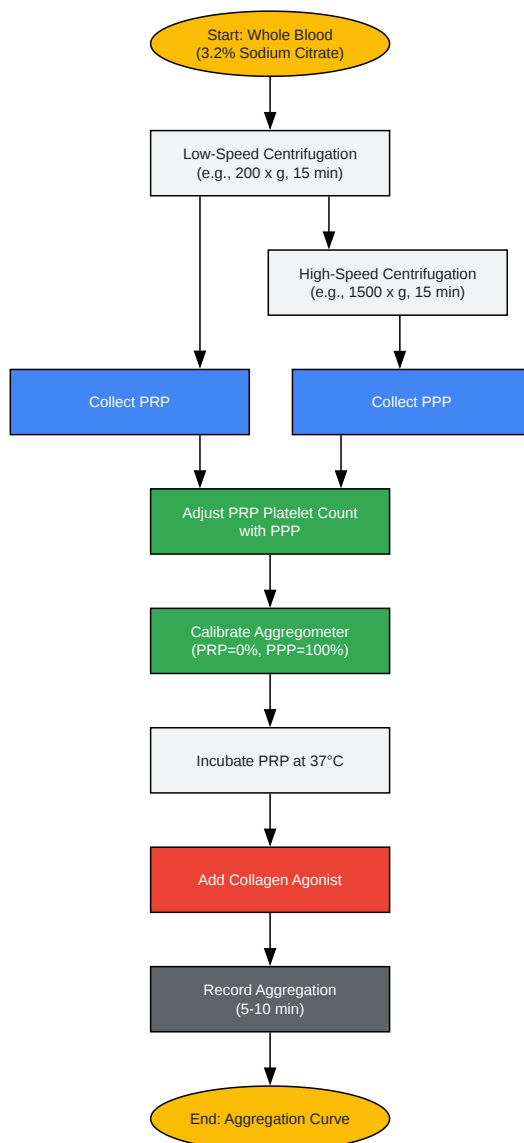 Start: Whole Blood
(3.2% Sodium Citrate)
Low-Speed Centrifugation
(e.g., 200 x g, 15 min)
High-Speed Centrifugation
(e.g., 1500 x g, 15 min)
Collect PRP
Collect PPP
Adjust PRP Platelet Count
with PPP
Calibrate Aggregometer
(PRP=0%, PPP=100%)
Incubate PRP at 37°C
Add Collagen Agonist
Record Aggregation
(5-10 min)
End: Aggregation Curve